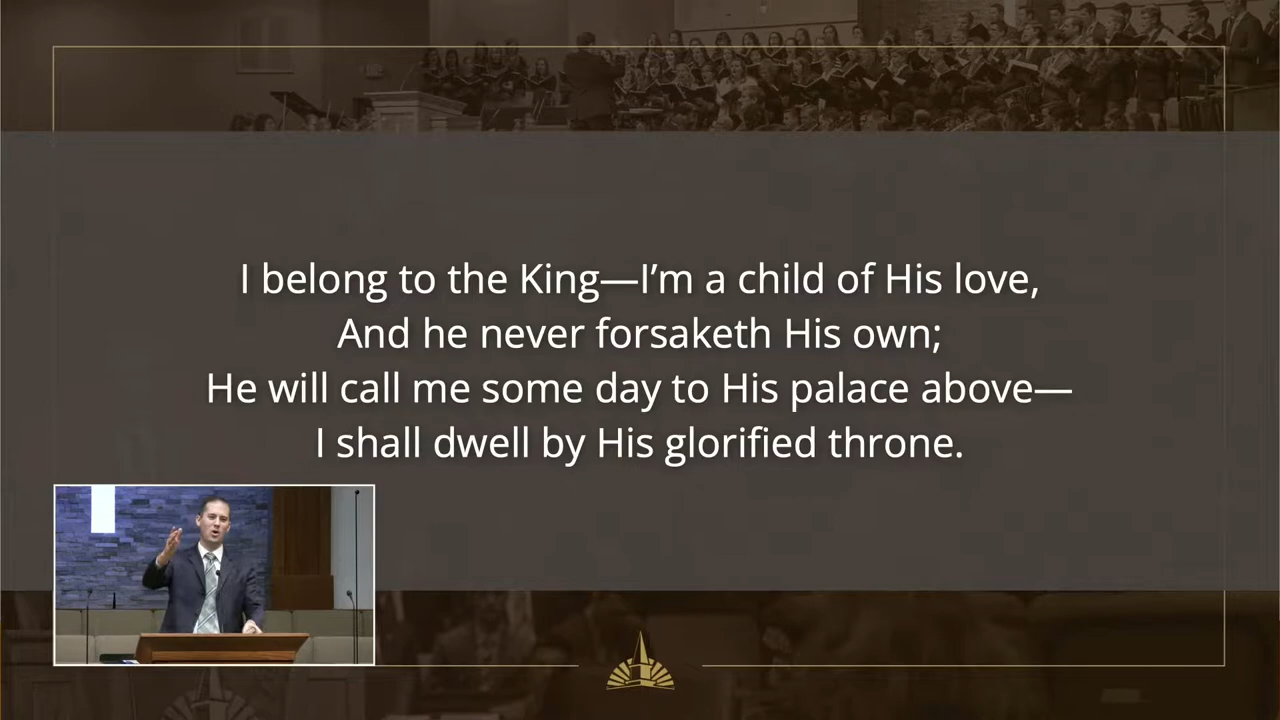 I belong to the King—I’m a child of His love,
And he never forsaketh His own;
He will call me some day to His palace above—
I shall dwell by His glorified throne.